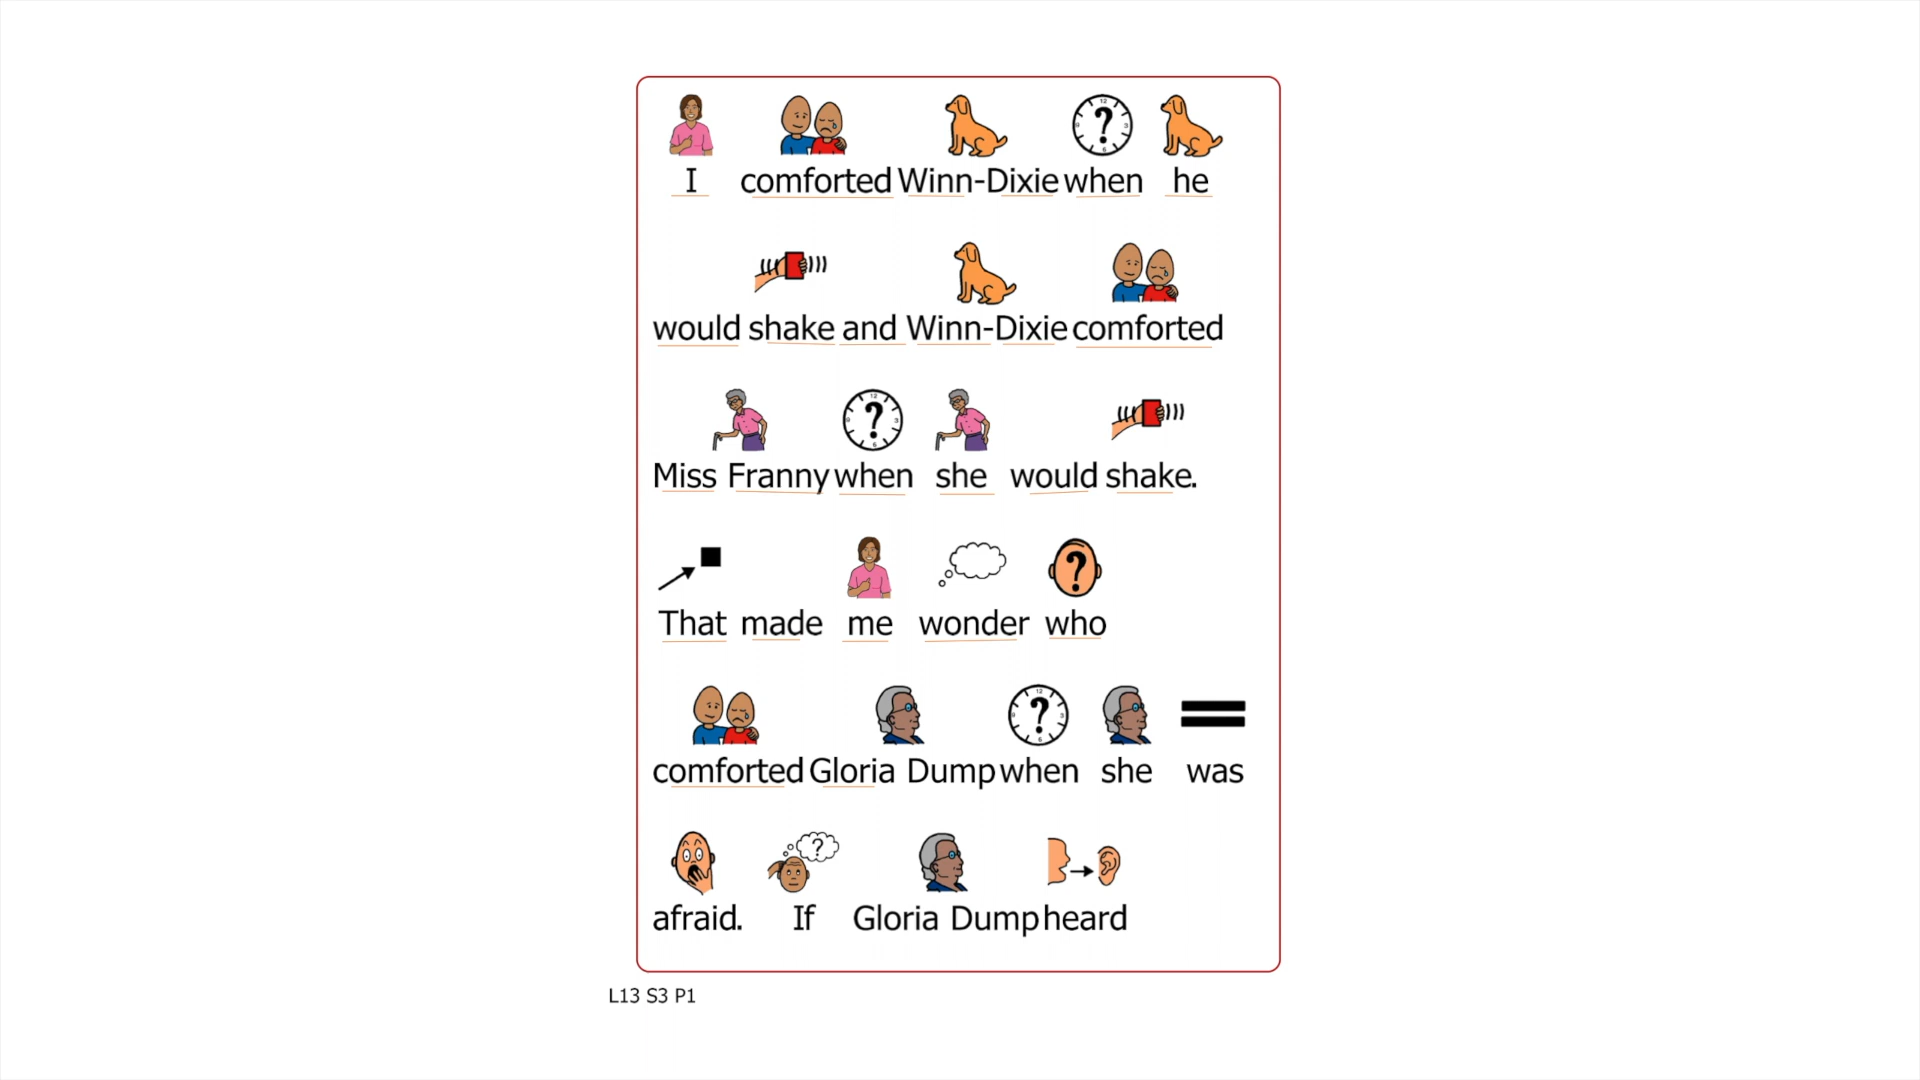 I comforted Winn-Dixie when he
would shake and Winn-Dixie comforted
Miss Franny when she would shake.
That made me wonder who
comforted Gloria Dump when she was
afraid. If Gloria Dump heard
L13 S3 P1